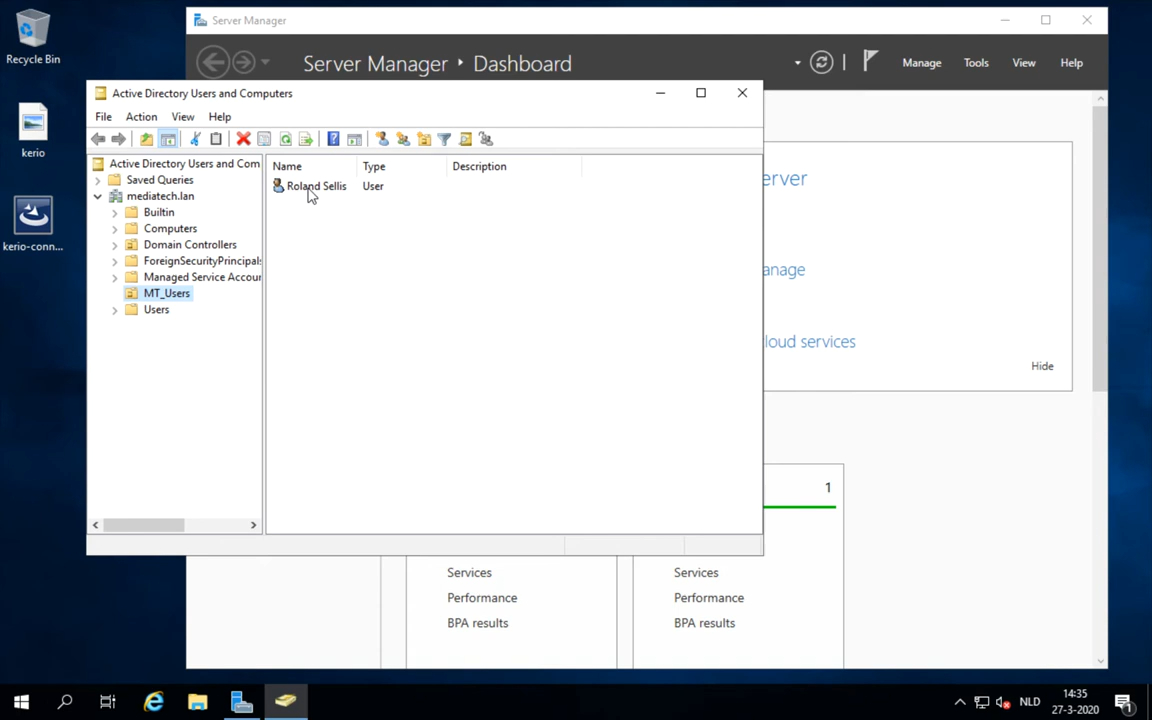 Recycle Bin
kerio
kerio-conn...
Server Manager
Server Manager • Dashboard
Manage
Tools
View
Help
Active Directory Users and Computers
File
Action
View
Help
Active Directory Users and Com
Saved Queries
mediatech.lan
Builtin
Computers
Domain Controllers
ForeignSecurityPrincipals
Managed Service Accoun
MT_Users
Users
Name
Type
Description
Roland Sellis
User
erver
anage
loud services
Hide
1
Services
Performance
BPA results
Services
Performance
BPA results
NLD
14:35
27-3-2020
1